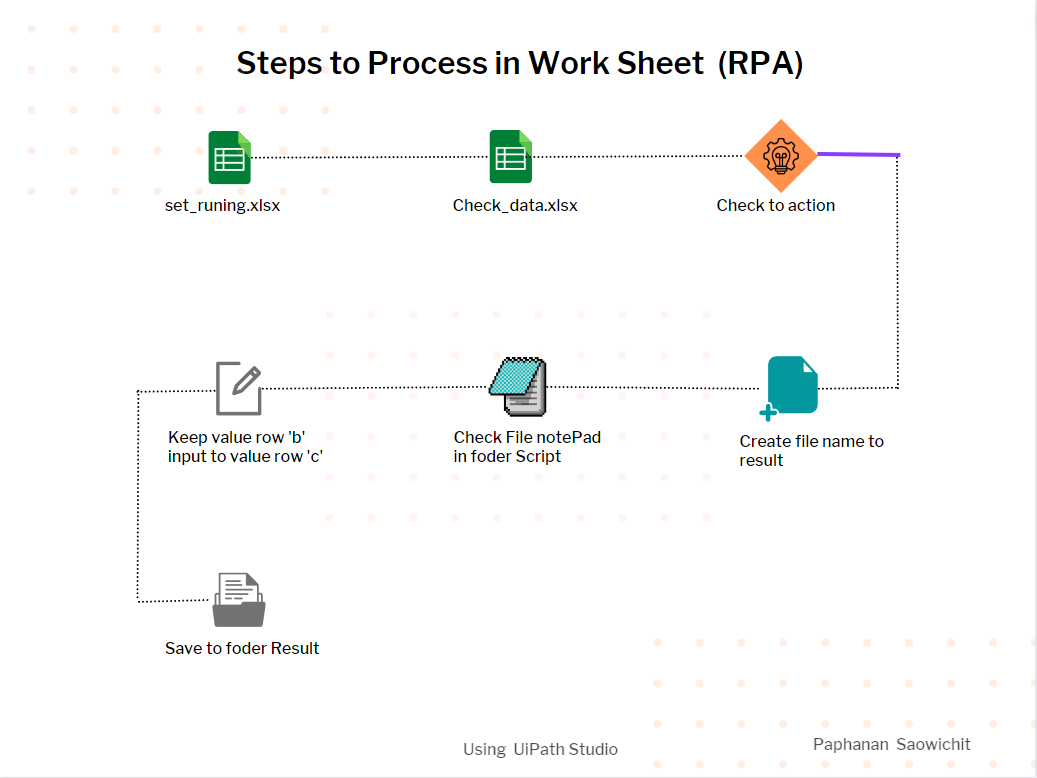 Steps to Process in Work Sheet (RPA)
set_runing.xlsx
Check_data.xlsx
Check to action
Keep value row 'b'
input to value row 'c'
Check File notePad
in foder Script
Create file name to
result
Save to foder Result
Using UiPath Studio
Paphanan Saowichit